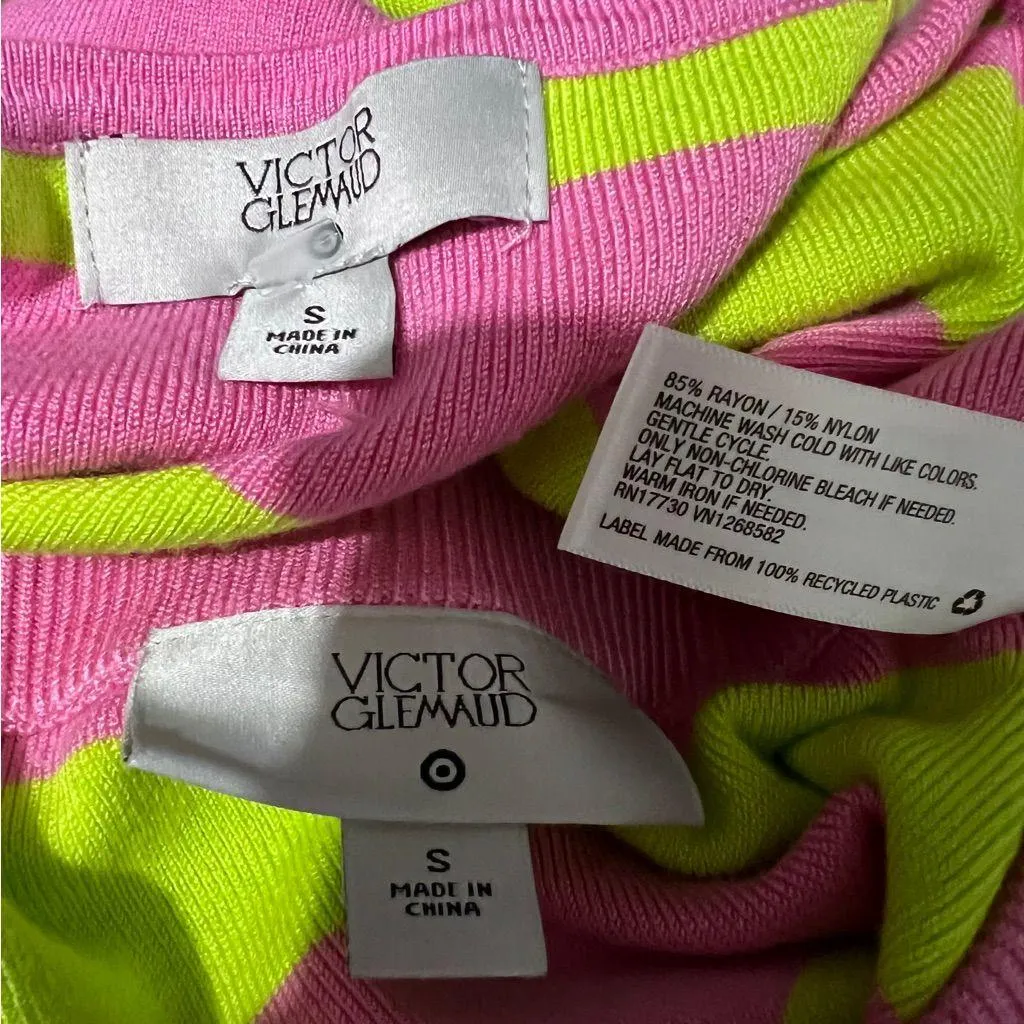 VICTOR
GLEMAUD
S
MADE IN
CHINA
85% RAYON / 15% NYLON
MACHINE WASH COLD WITH LIKE COLORS.
GENTLE CYCLE.
ONLY NON-CHLORINE BLEACH IF NEEDED.
LAY FLAT TO DRY.
WARM IRON IF NEEDED.
RN17730 VN1268582
LABEL MADE FROM 100% RECYCLED PLASTIC
VICTOR
GLEMAUD
S
MADE IN
CHINA